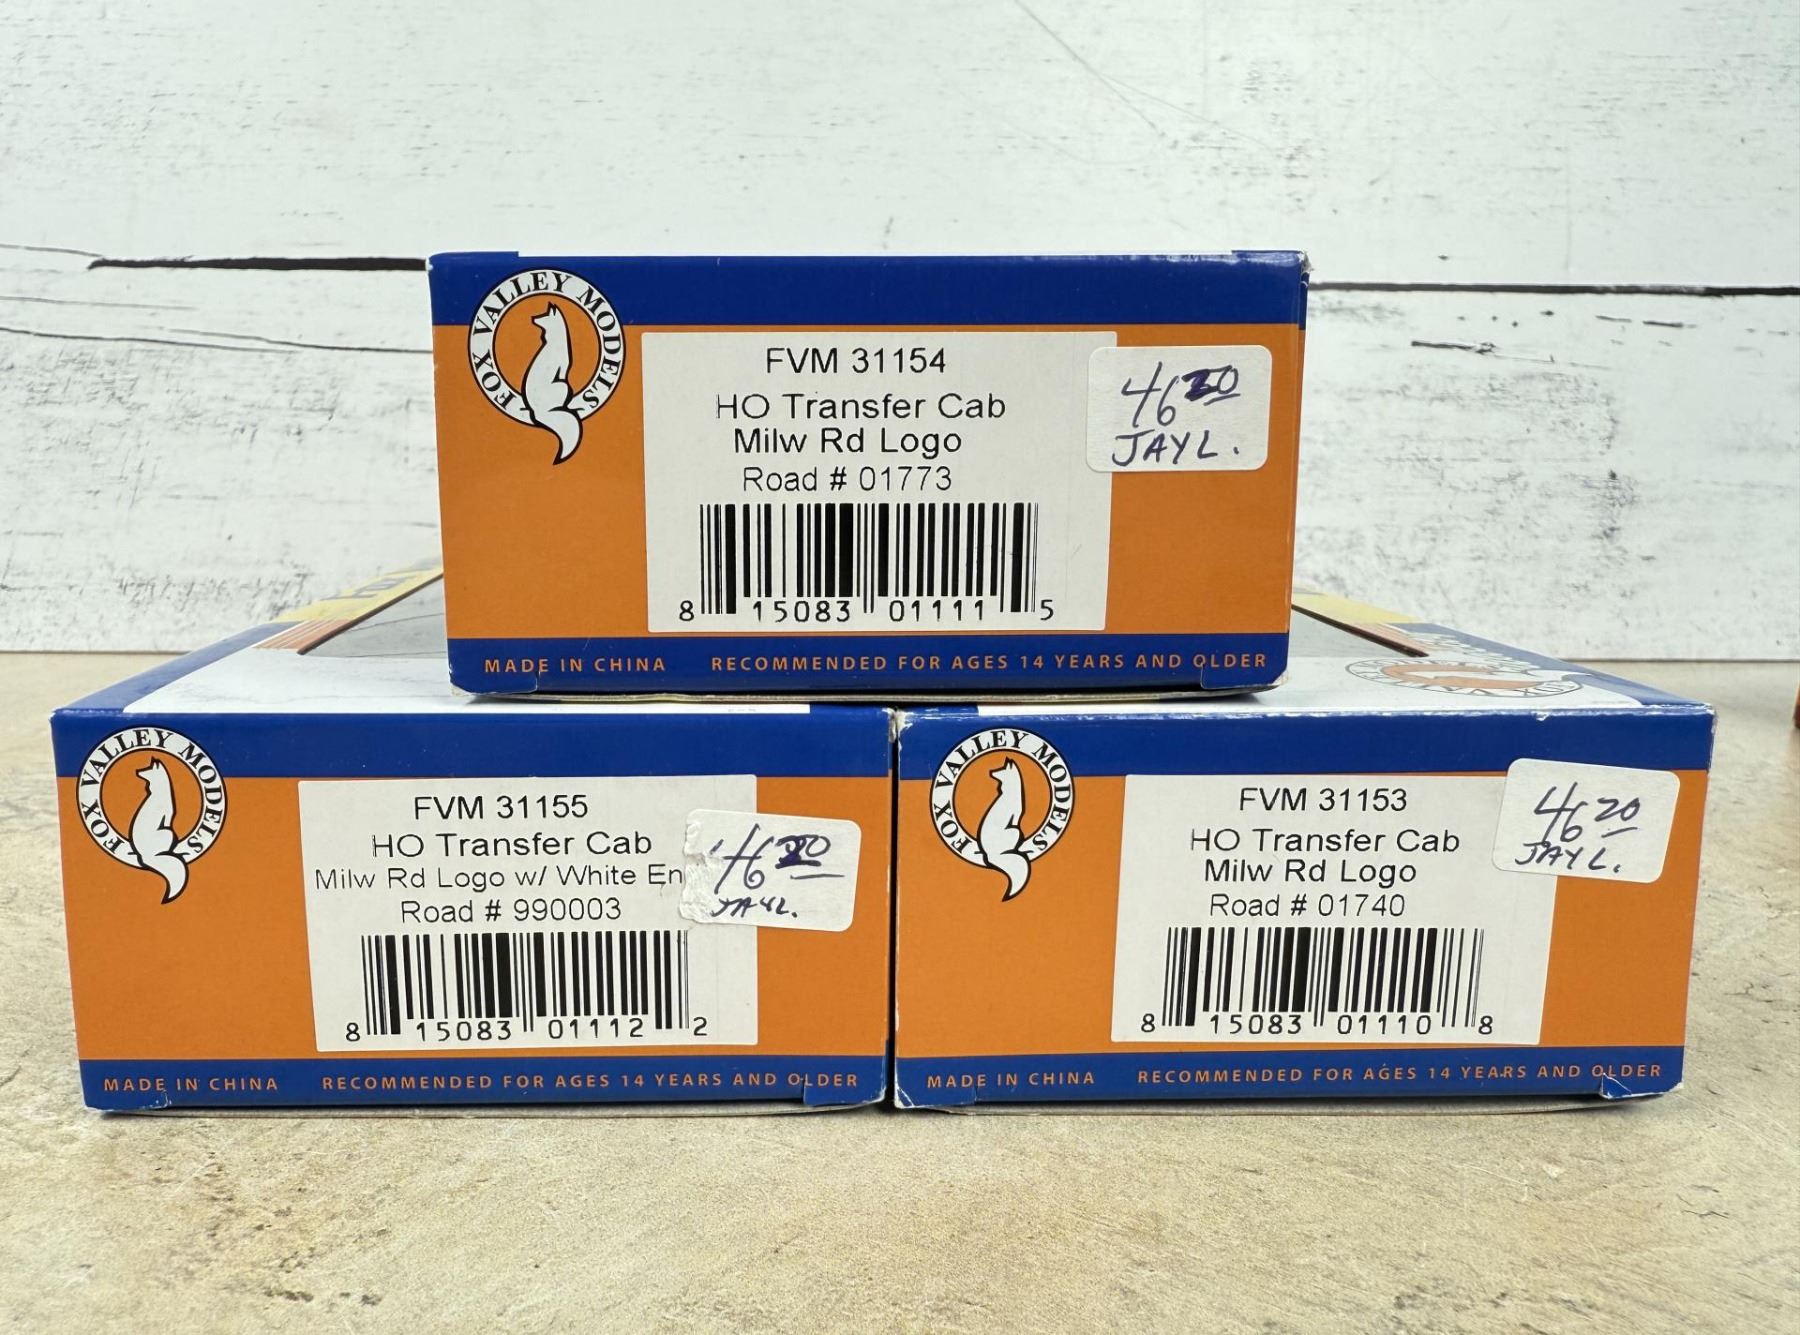 FOX VALLEY MODELS
FVM 31154
HO Transfer Cab
Milw Rd Logo
Road # 01773
8 15083 01111 5
46 20
JAY L.
MADE IN CHINA RECOMMENDED FOR AGES 14 YEARS AND OLDER
FOX VALLEY MODELS
FVM 31155
HO Transfer Cab
Milw Rd Logo w/ White En
Road # 990003
8 15083 01112 2
46 20
JAY L.
MADE IN CHINA RECOMMENDED FOR AGES 14 YEARS AND OLDER
FOX VALLEY MODELS
FVM 31153
HO Transfer Cab
Milw Rd Logo
Road # 01740
8 15083 01110 8
46 20
JAY L.
MADE IN CHINA RECOMMENDED FOR AGES 14 YEARS AND OLDER